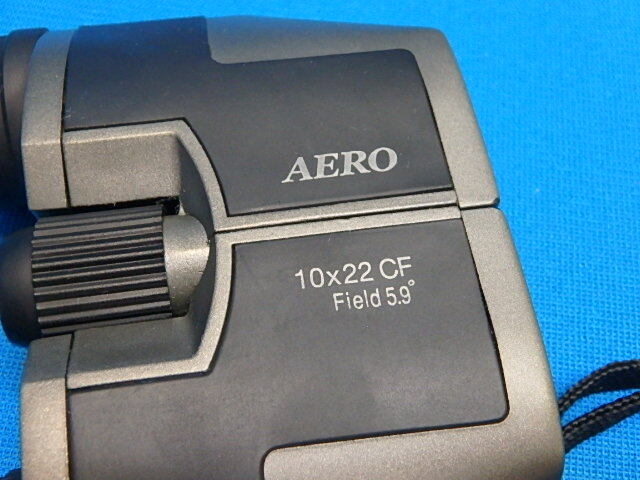 AERO
10x22 CF
Field 5.9°